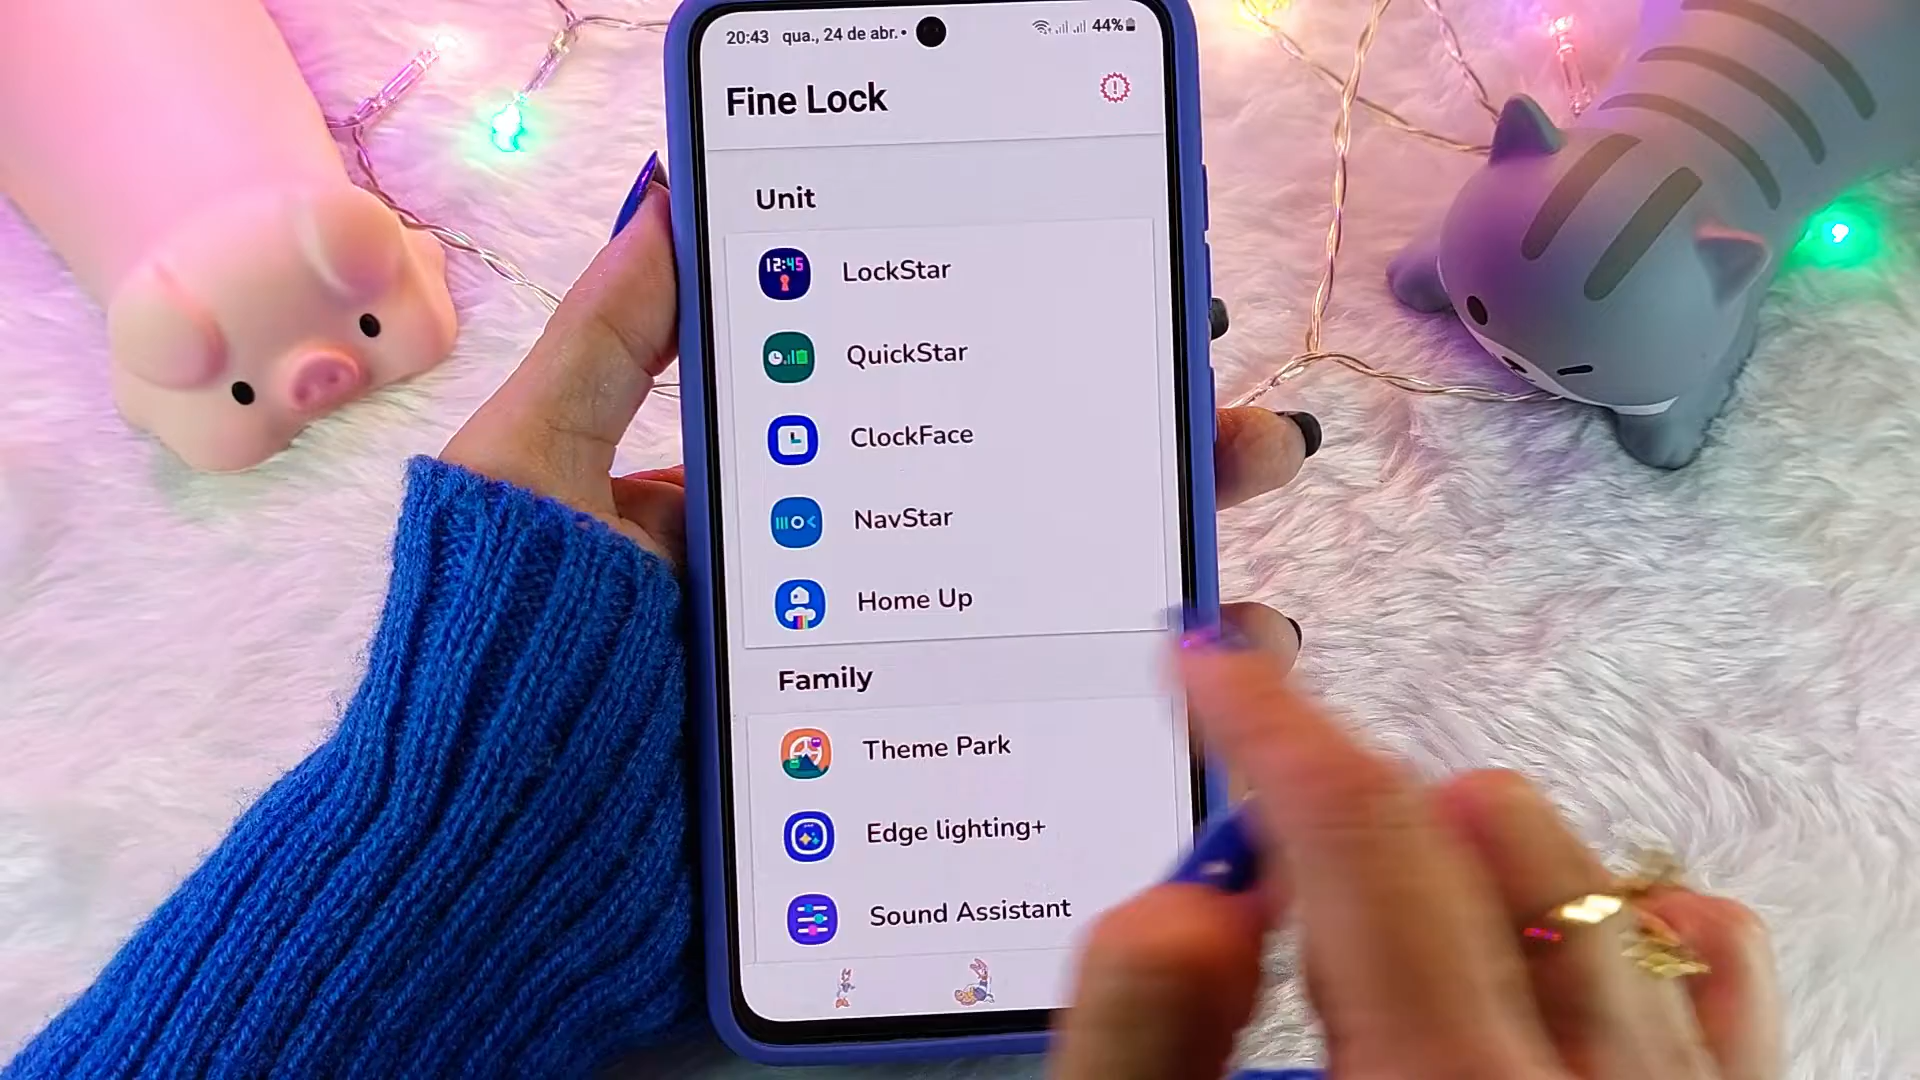 20:43 qua., 24 de abr. • 44%
Fine Lock
Unit
12:45
LockStar
QuickStar
ClockFace
NavStar
Home Up
Family
Theme Park
Edge lighting+
Sound Assistant